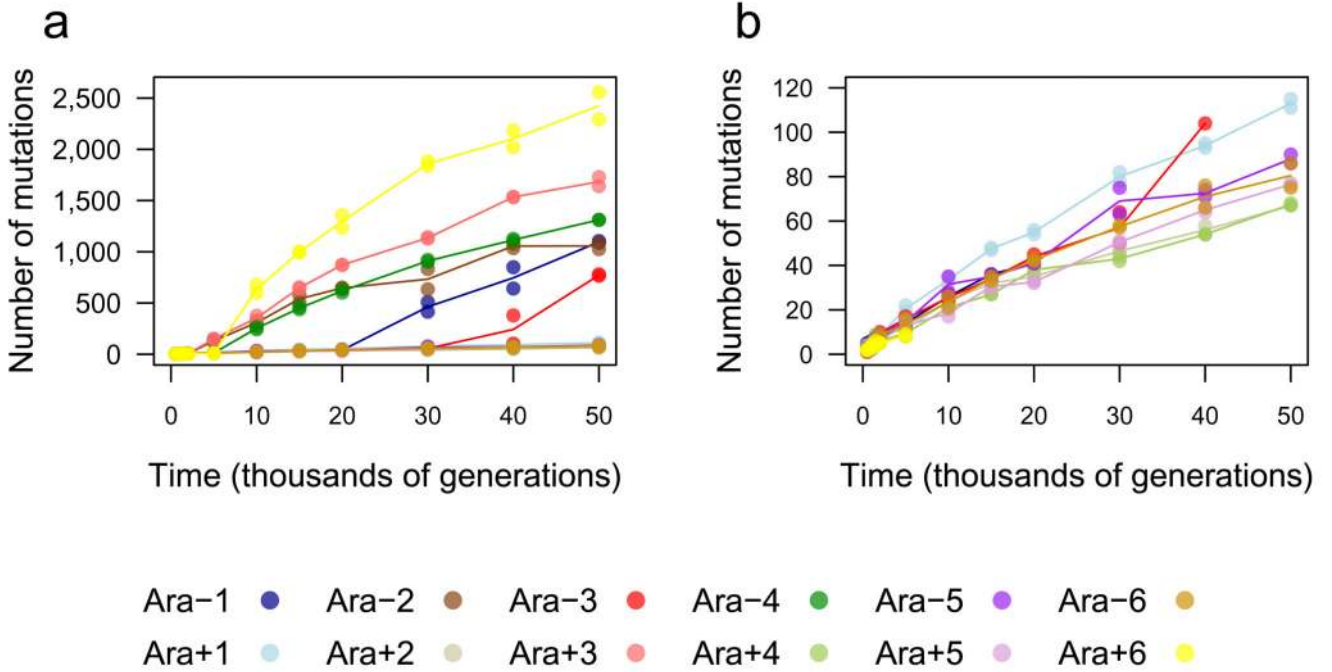 a
Number of mutations
2,500
2,000
1,500
1,000
500
0
0 10 20 30 40 50
Time (thousands of generations)
b
Number of mutations
120
100
80
60
40
20
0
0 10 20 30 40 50
Time (thousands of generations)
Ara−1 Ara−2 Ara−3 Ara−4 Ara−5 Ara−6
Ara+1 Ara+2 Ara+3 Ara+4 Ara+5 Ara+6